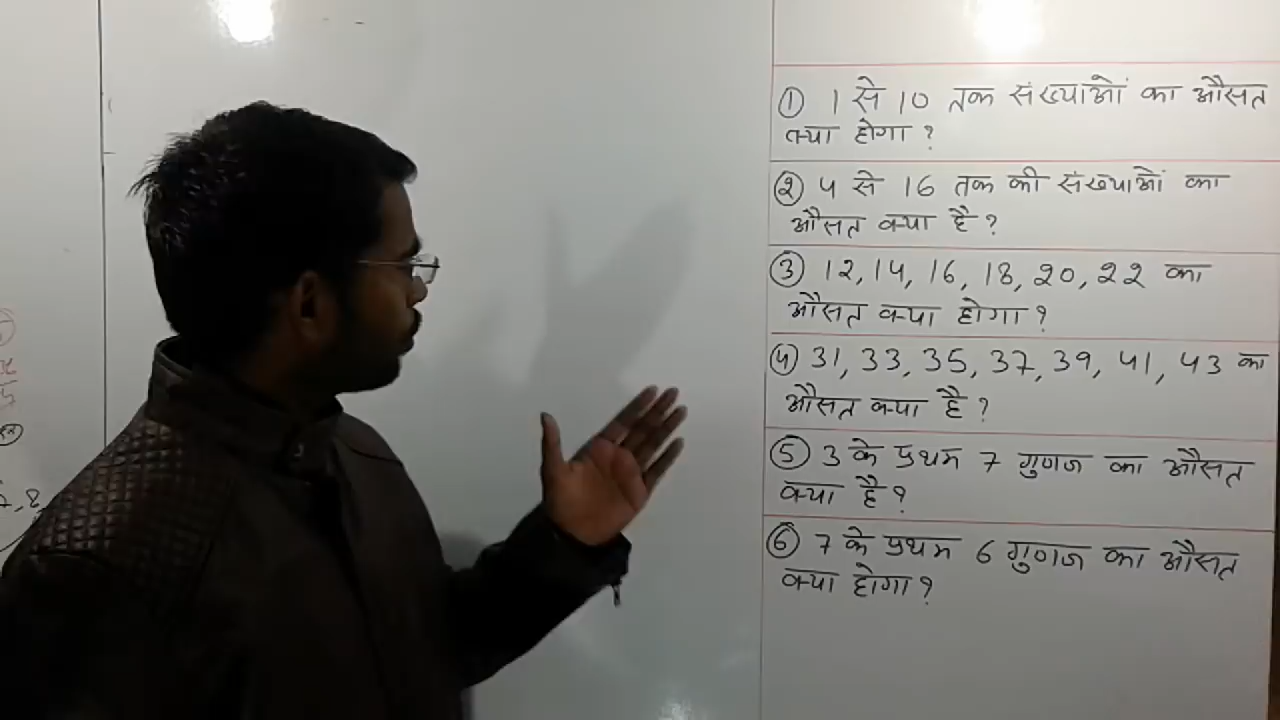 ① 1 से 10 तक संख्याओं का औसत
क्या होगा ?
② 4 से 16 तक की संख्याओं का
औसत क्या है ?
③ 12, 14, 16, 18, 20, 22 का
औसत क्या होगा ?
④ 31, 33, 35, 37, 39, 41, 43 का
औसत क्या है ?
⑤ 3 के प्रथम 7 गुणज का औसत
क्या है ?
⑥ 7 के प्रथम 6 गुणज का औसत
क्या होगा ?